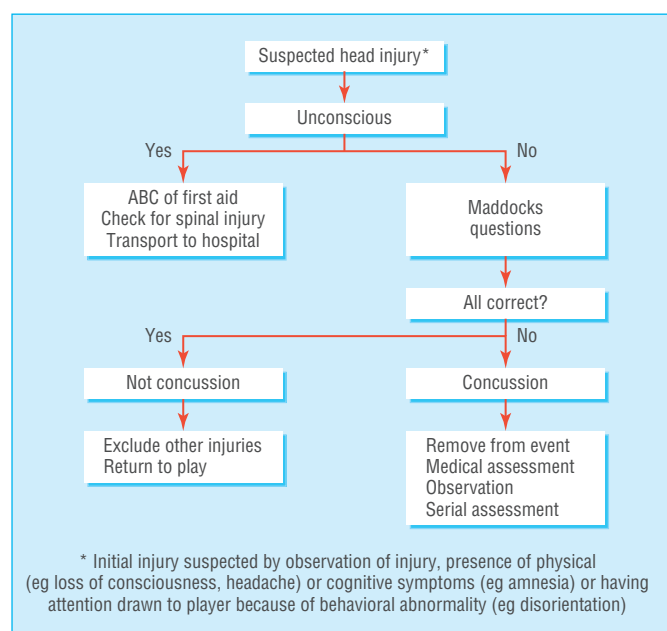 Suspected head injury*
Unconscious
Yes
No
ABC of first aid
Check for spinal injury
Transport to hospital
Maddocks
questions
All correct?
Yes
No
Not concussion
Concussion
Exclude other injuries
Return to play
Remove from event
Medical assessment
Observation
Serial assessment
* Initial injury suspected by observation of injury, presence of physical
(eg loss of consciousness, headache) or cognitive symptoms (eg amnesia) or having
attention drawn to player because of behavioral abnormality (eg disorientation)